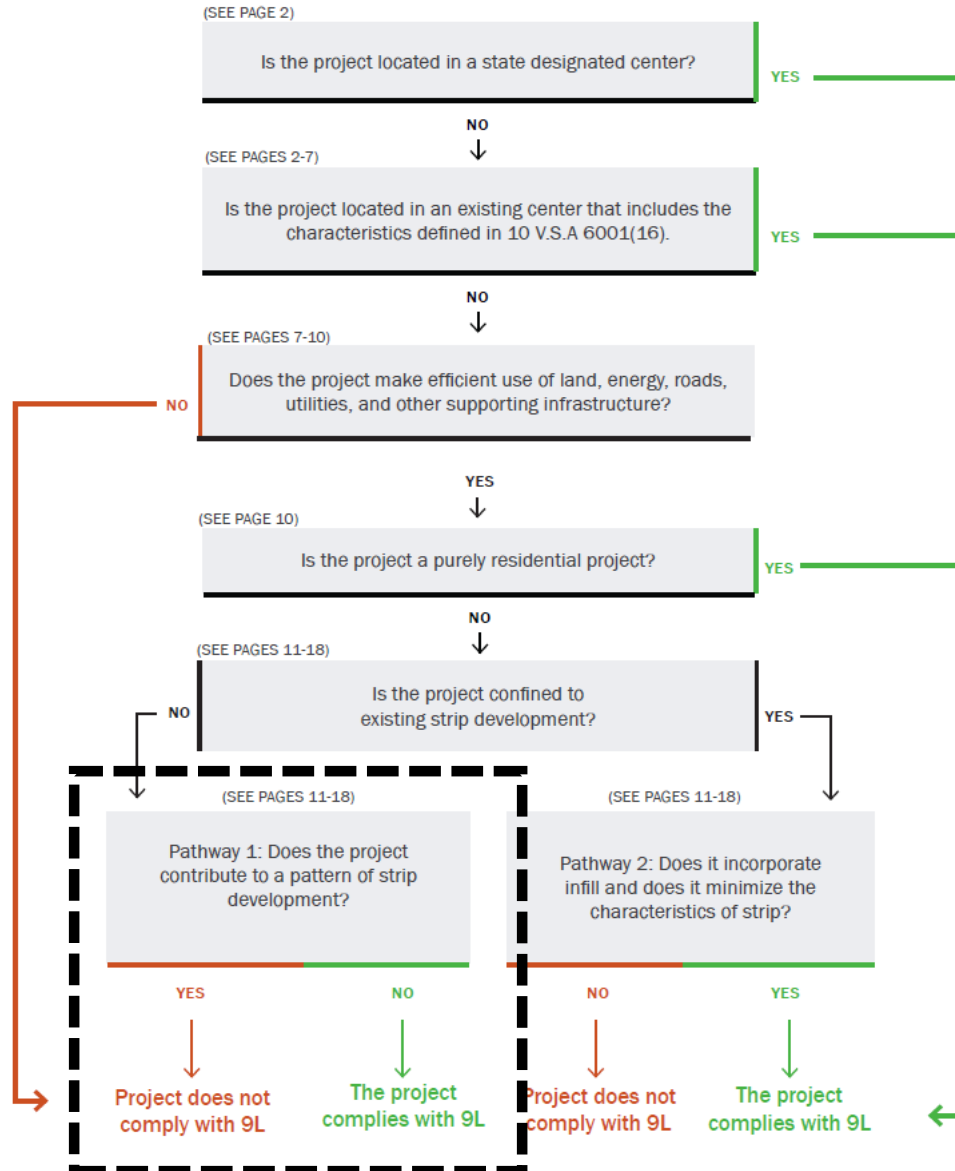 (SEE PAGE 2)
Is the project located in a state designated center?
YES
NO
(SEE PAGES 2-7)
Is the project located in an existing center that includes the
characteristics defined in 10 V.S.A 6001(16).
YES
NO
(SEE PAGES 7-10)
Does the project make efficient use of land, energy, roads,
utilities, and other supporting infrastructure?
NO
YES
(SEE PAGE 10)
Is the project a purely residential project?
YES
NO
(SEE PAGES 11-18)
Is the project confined to
existing strip development?
NO
YES
(SEE PAGES 11-18)
Pathway 1: Does the project
contribute to a pattern of strip
development?
YES
NO
Project does not
comply with 9L
The project
complies with 9L
(SEE PAGES 11-18)
Pathway 2: Does it incorporate
infill and does it minimize the
characteristics of strip?
NO
YES
Project does not
comply with 9L
The project
complies with 9L